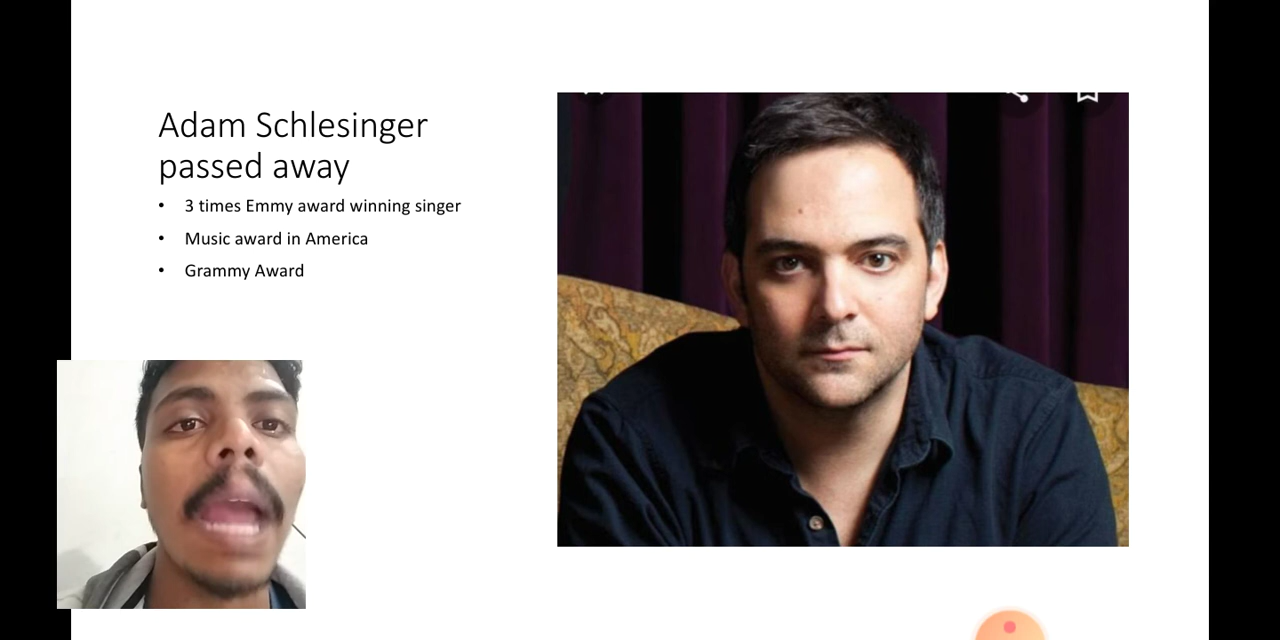 Adam Schlesinger
passed away
• 3 times Emmy award winning singer
• Music award in America
• Grammy Award